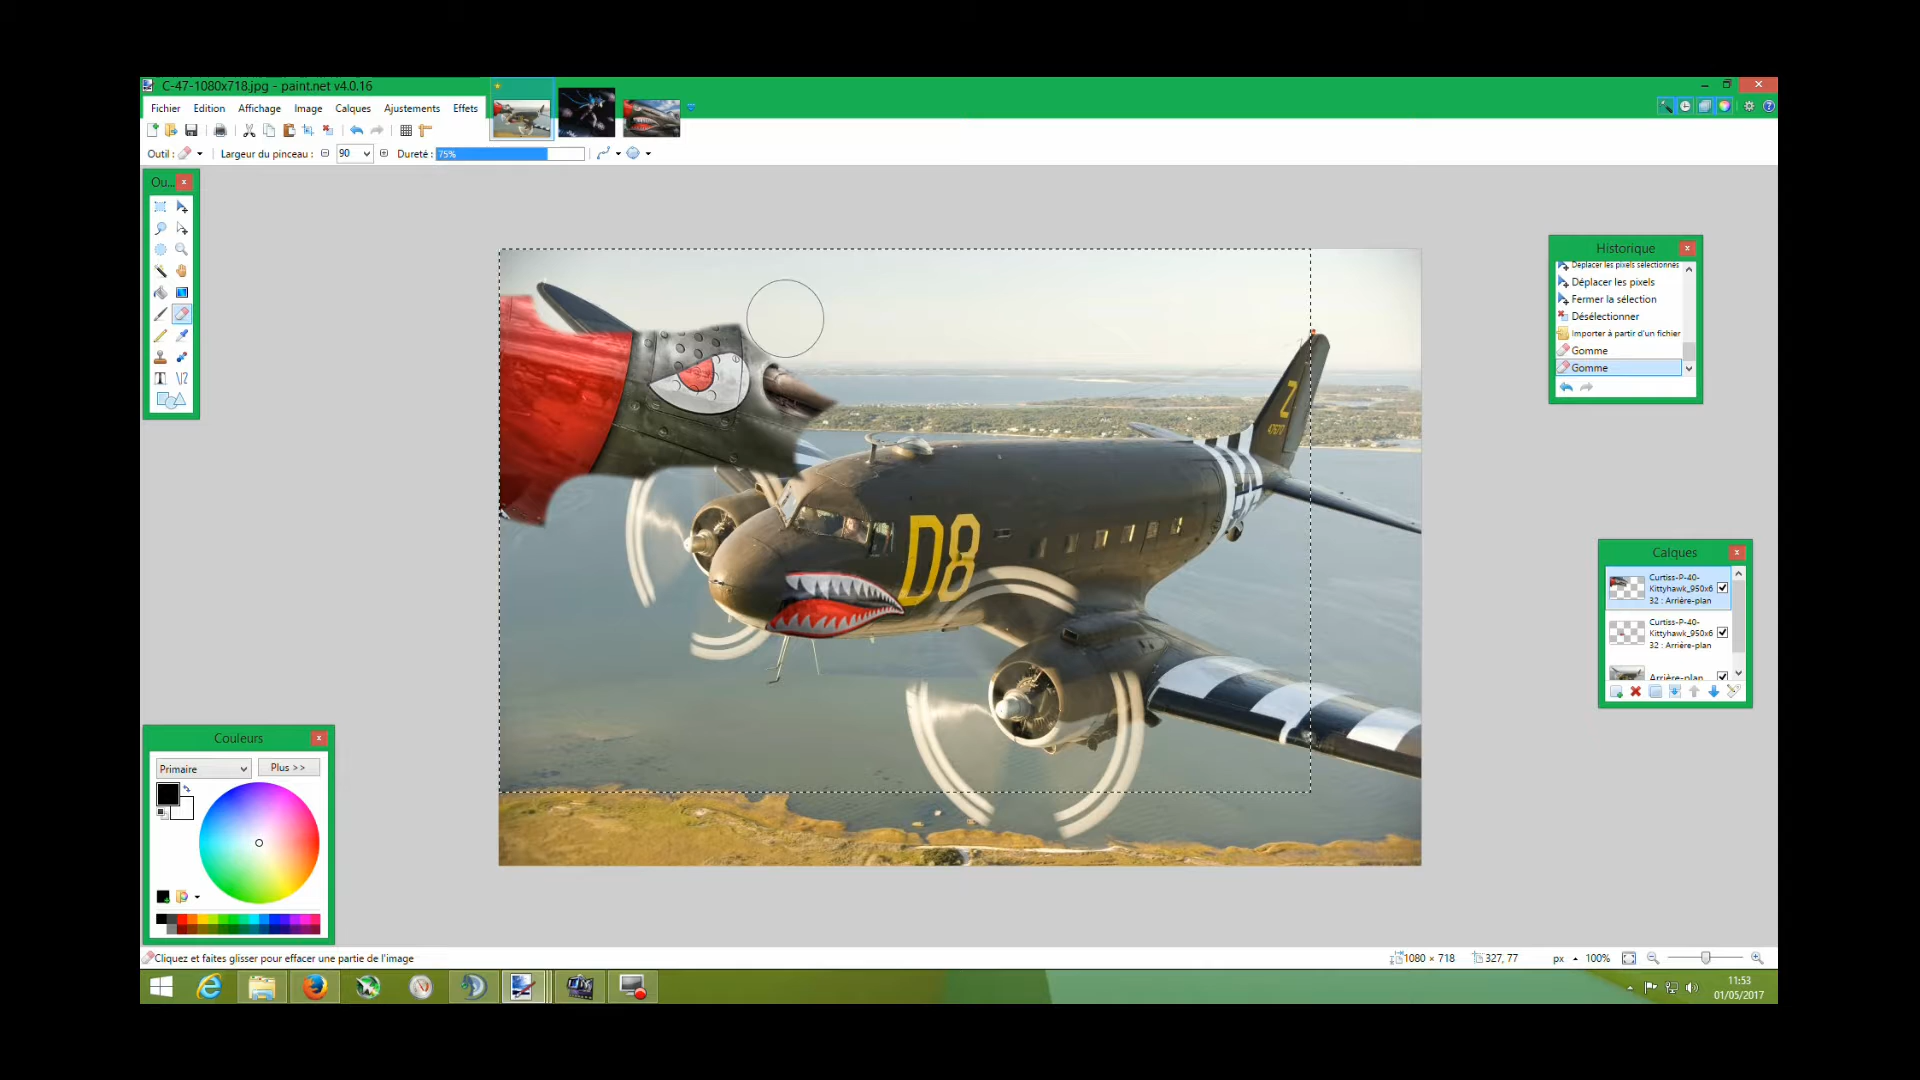 C-47-1080x718.jpg - paint.net v4.0.16
Fichier Edition Affichage Image Calques Ajustements Effets
Outil : Largeur du pinceau : 90 Dureté : 75%
Ou...
Historique
Déplacer les pixels sélectionnés
Déplacer les pixels
Fermer la sélection
Désélectionner
Importer à partir d'un fichier
Gomme
Gomme
Z
47670
D8
Calques
Curtiss-P-40-
Kittyhawk_950x6
32 : Arrière-plan
Curtiss-P-40-
Kittyhawk_950x6
32 : Arrière-plan
Arrière-plan
Couleurs
Primaire Plus >>
Cliquez et faites glisser pour effacer une partie de l'image
1080 × 718 327, 77 px 100%
11:53
01/05/2017